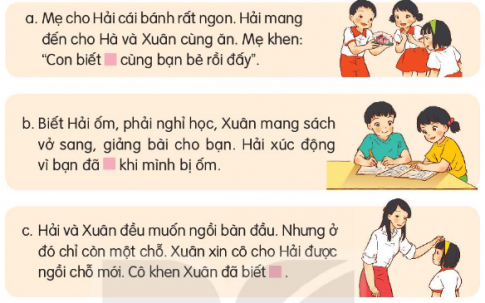 a. Mẹ cho Hải cái bánh rất ngon. Hải mang
đến cho Hà và Xuân cùng ăn. Mẹ khen:
“Con biết ■ cùng bạn bè rồi đấy”.
b. Biết Hải ốm, phải nghỉ học, Xuân mang sách
vở sang, giảng bài cho bạn. Hải xúc động
vì bạn đã ■ khi mình bị ốm.
c. Hải và Xuân đều muốn ngồi bàn đầu. Nhưng ở
đó chỉ còn một chỗ. Xuân xin cô cho Hải được
ngồi chỗ mới. Cô khen Xuân đã biết ■ .